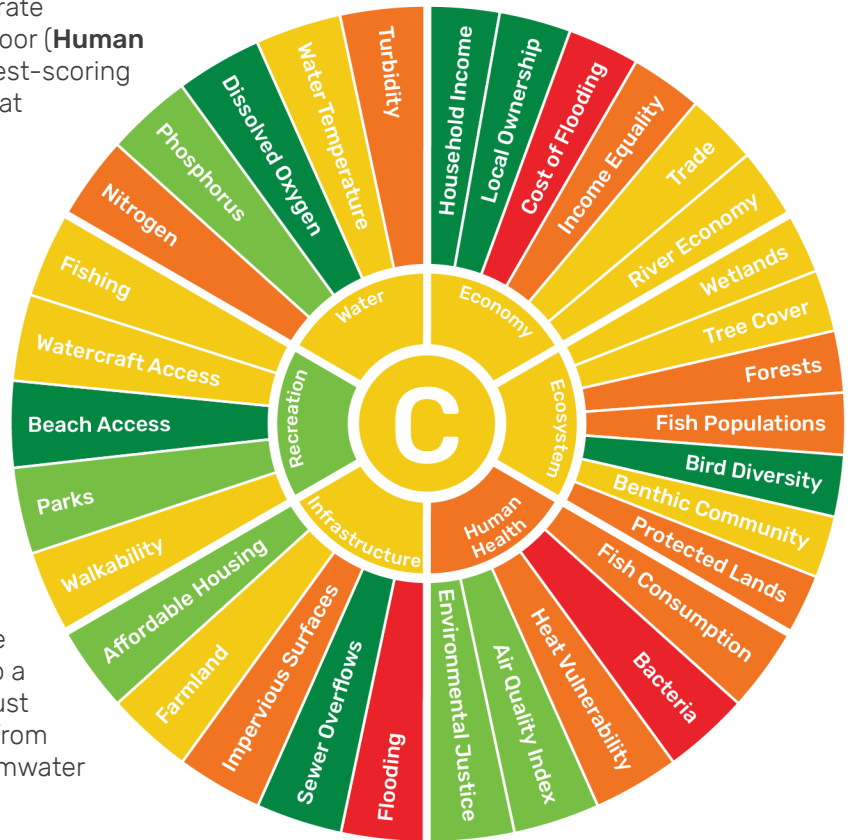 rate
oor (Human
est-scoring
at
Turbidity
Water Temperature
Dissolved Oxygen
Phosphorus
Nitrogen
Fishing
Watercraft Access
Beach Access
Parks
Walkability
Affordable Housing
Farmland
Impervious Surfaces
Sewer Overflows
Flooding
Household Income
Local Ownership
Cost of Flooding
Income Equality
Trade
River Economy
Wetlands
Tree Cover
Forests
Fish Populations
Bird Diversity
Benthic Community
Protected Lands
Fish Consumption
Bacteria
Heat Vulnerability
Air Quality Index
Environmental Justice
Water
Economy
Recreation
C
Ecosystem
Infrastructure
Human
Health
e
o a
ust
from
mwater